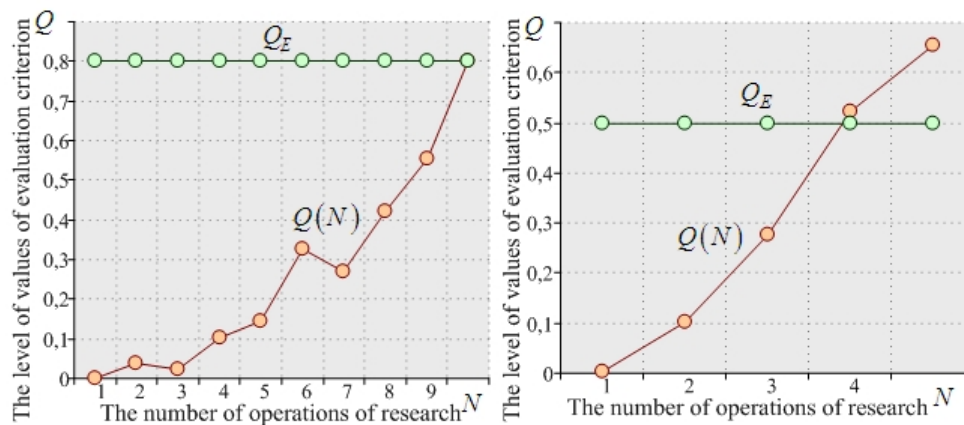 The level of values of evaluation criterion
Q
0,8
0,7
0,6
0,5
0,4
0,3
0,2
0,1
0
Q_E
Q(N)
1 2 3 4 5 6 7 8 9
The number of operations of research N
The level of values of evaluation criterion
Q
0,6
0,5
0,4
0,3
0,2
0,1
0
Q_E
Q(N)
1 2 3 4
The number of operations of research N